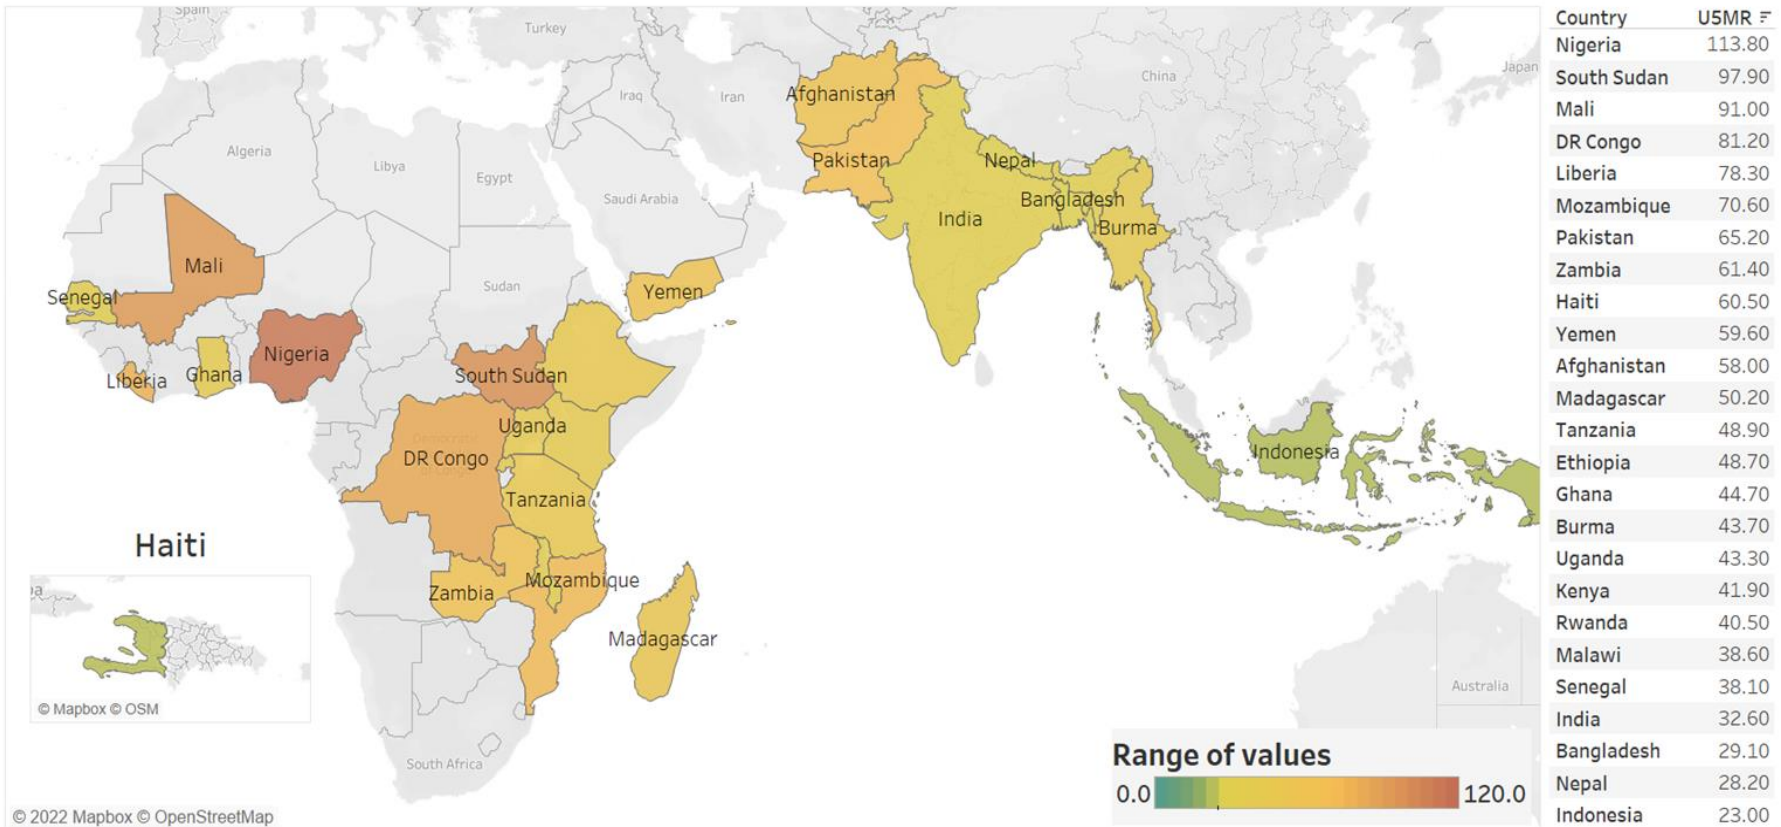 Spain
Turkey
China
Japan
Iraq
Iran
Afghanistan
Algeria
Libya
Egypt
Pakistan
Nepal
Saudi Arabia
Bangladesh
India
Burma
Mali
Senegal
Sudan
Yemen
Nigeria
Liberia
Ghana
South Sudan
Uganda
DR Congo
Indonesia
Tanzania
Haiti
Zambia
Mozambique
Madagascar
Australia
South Africa
© Mapbox © OSM
© 2022 Mapbox © OpenStreetMap
Range of values
0.0 120.0
Country U5MR
Nigeria 113.80
South Sudan 97.90
Mali 91.00
DR Congo 81.20
Liberia 78.30
Mozambique 70.60
Pakistan 65.20
Zambia 61.40
Haiti 60.50
Yemen 59.60
Afghanistan 58.00
Madagascar 50.20
Tanzania 48.90
Ethiopia 48.70
Ghana 44.70
Burma 43.70
Uganda 43.30
Kenya 41.90
Rwanda 40.50
Malawi 38.60
Senegal 38.10
India 32.60
Bangladesh 29.10
Nepal 28.20
Indonesia 23.00